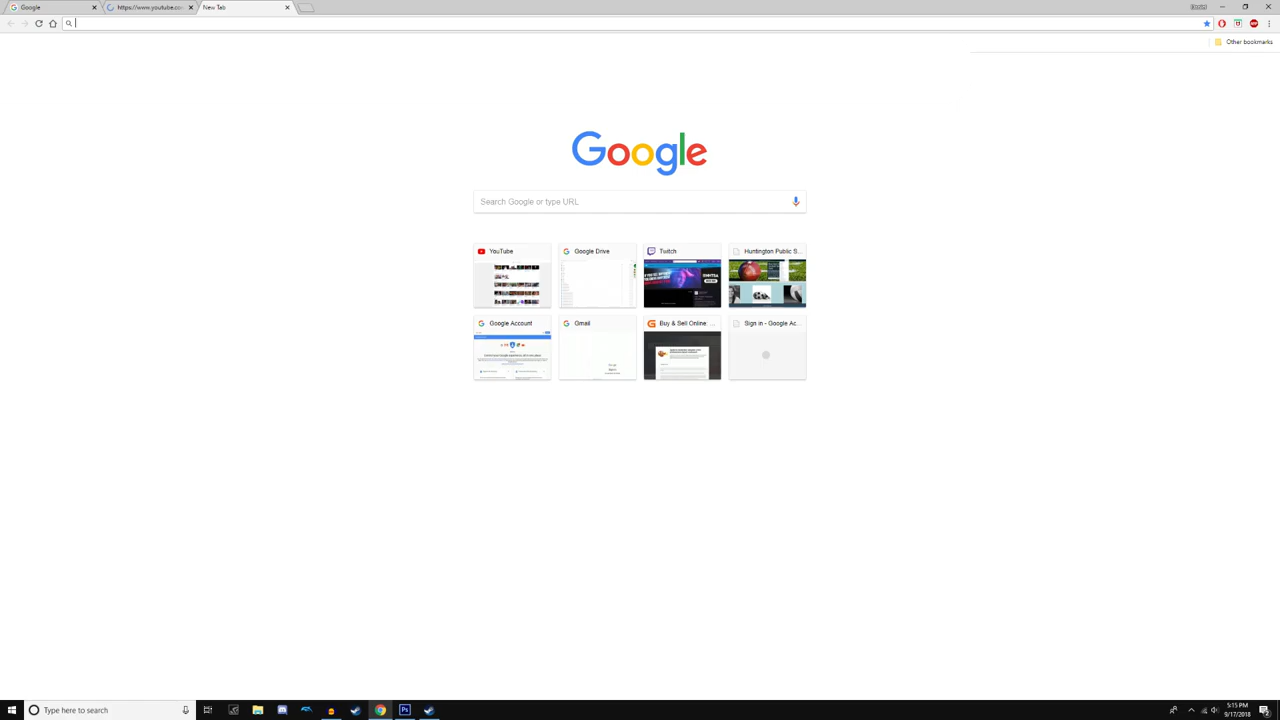 Google
https://www.youtube.co
New Tab
Other bookmarks
Google
Search Google or type URL
YouTube
Google Drive
Twitch
Huntington Public S...
Google Account
Gmail
Buy & Sell Online: ...
Sign in - Google Ac...
Type here to search
Ps
5:15 PM
9/17/2018